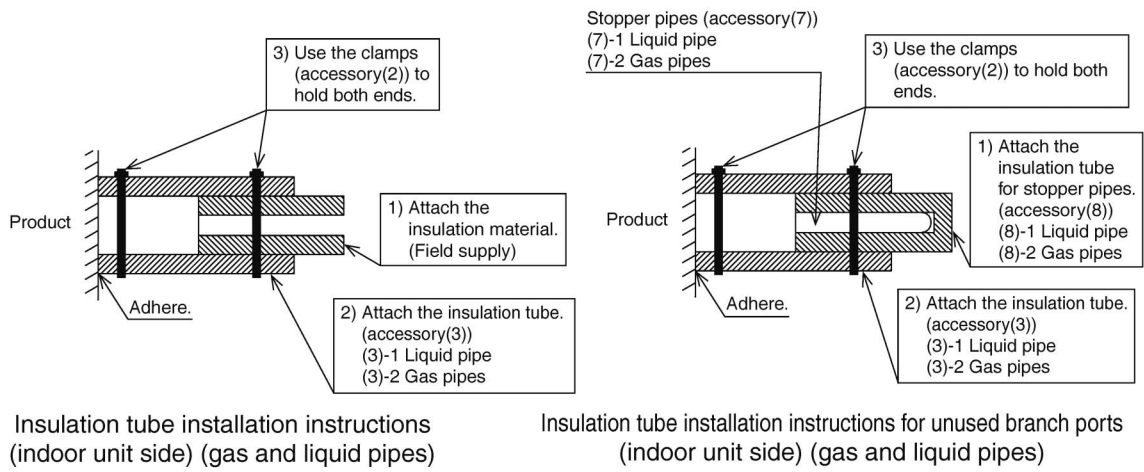 3) Use the clamps
(accessory(2)) to
hold both ends.
Product
1) Attach the
insulation material.
(Field supply)
Adhere.
2) Attach the insulation tube.
(accessory(3))
(3)-1 Liquid pipe
(3)-2 Gas pipes
Insulation tube installation instructions
(indoor unit side) (gas and liquid pipes)
Stopper pipes (accessory(7))
(7)-1 Liquid pipe
(7)-2 Gas pipes
3) Use the clamps
(accessory(2)) to hold both
ends.
Product
1) Attach the
insulation tube
for stopper pipes.
(accessory(8))
(8)-1 Liquid pipe
(8)-2 Gas pipes
Adhere.
2) Attach the insulation tube.
(accessory(3))
(3)-1 Liquid pipe
(3)-2 Gas pipes
Insulation tube installation instructions for unused branch ports
(indoor unit side) (gas and liquid pipes)